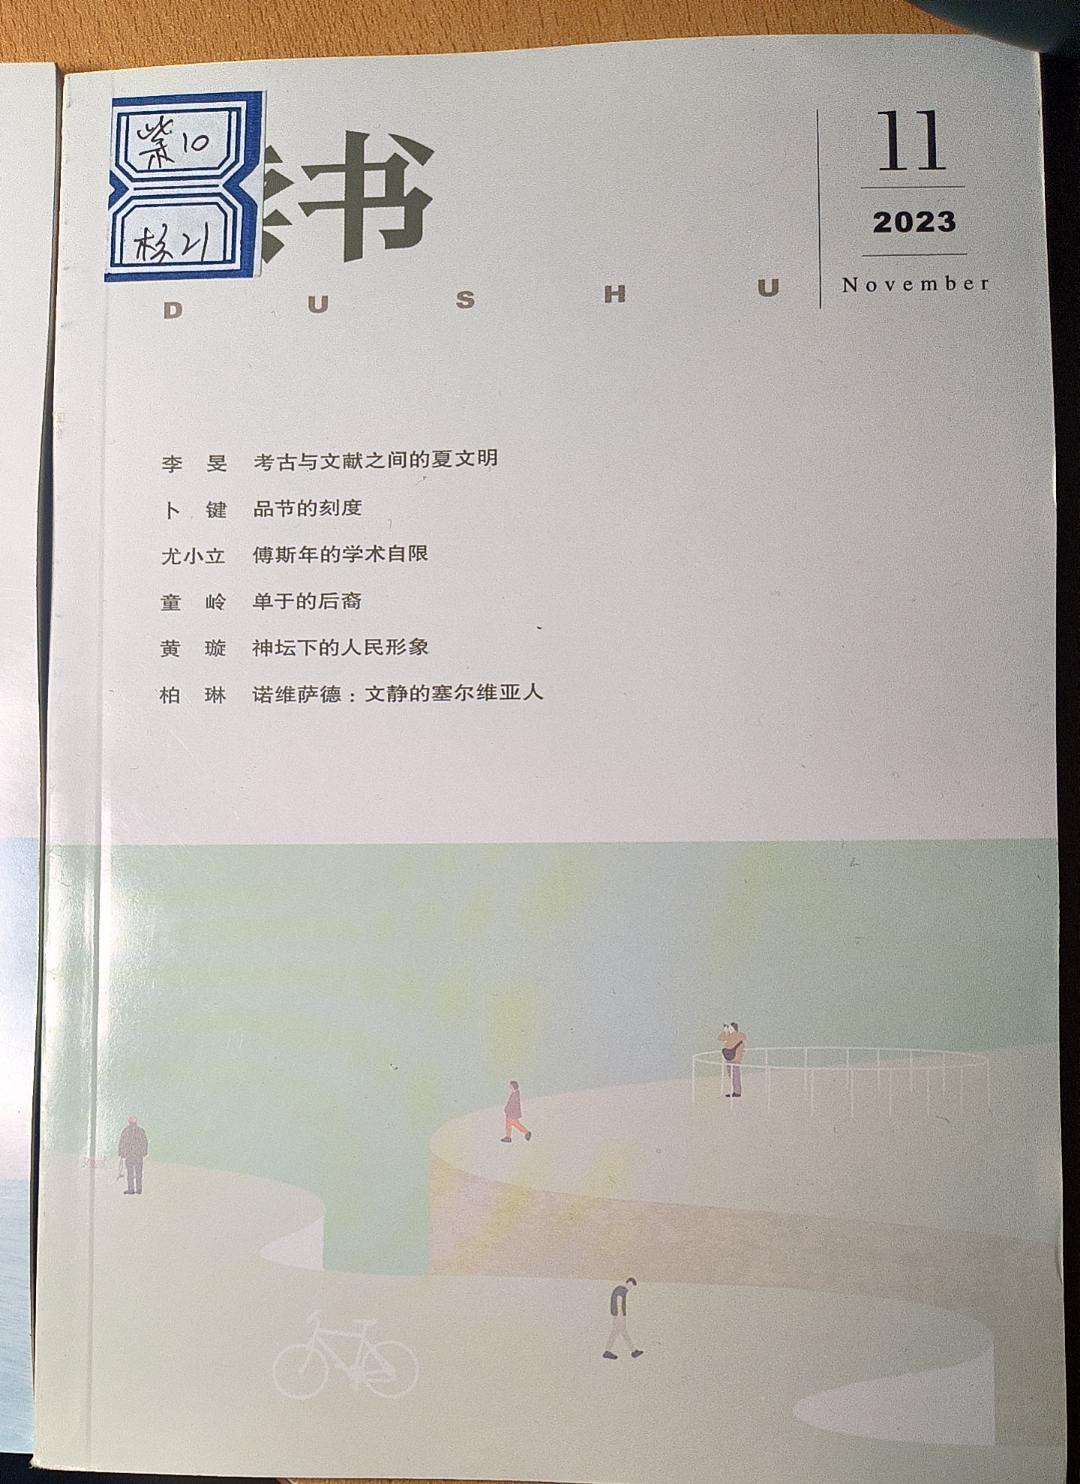 紫10
核21
读书
DUSHU
11
2023
November
李 旻 考古与文献之间的夏文明
卜 键 品节的刻度
尤小立 傅斯年的学术自限
童 岭 单于的后裔
黄 璇 神坛下的人民形象
柏 琳 诺维萨德：文静的塞尔维亚人